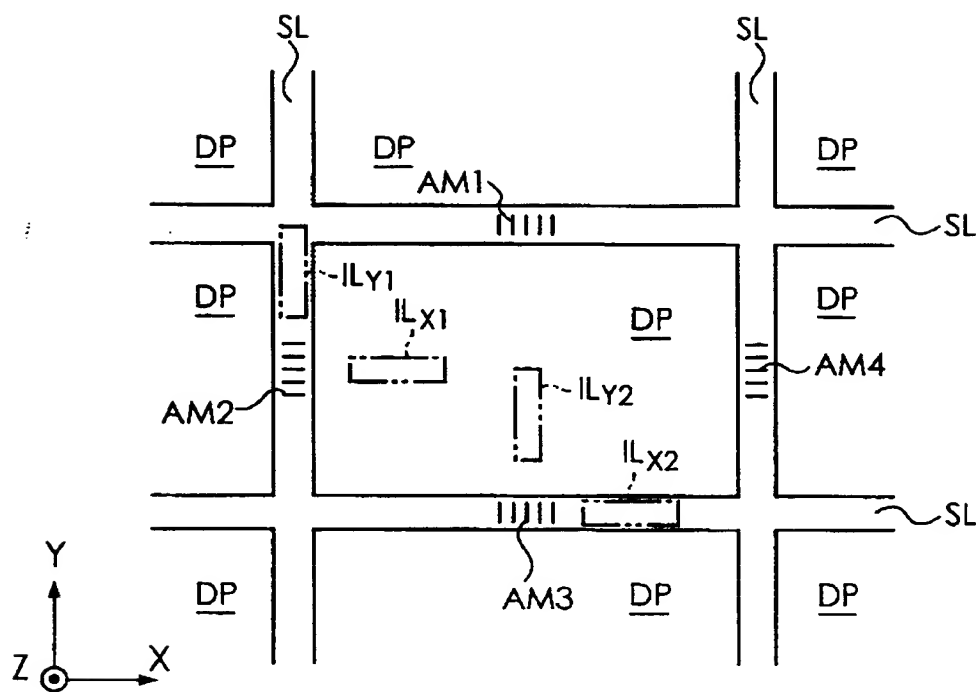 SL SL
DP DP DP
AM1
SL
ILY1
DP ILX1 DP DP
AM4
AM2 ILY2
ILX2
SL
Y AM3
DP DP DP
Z X